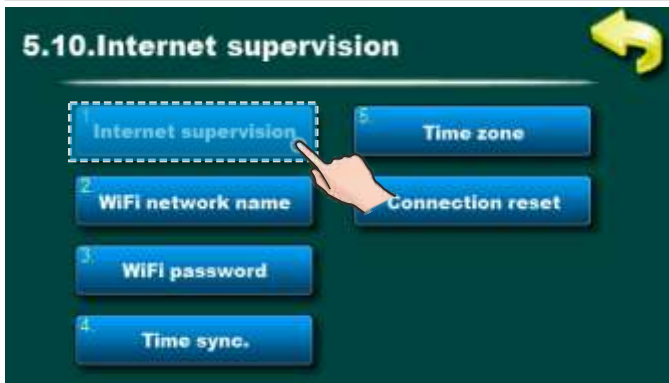 5.10.Internet supervision
1.
Internet supervision
2.
WiFi network name
3.
WiFi password
4.
Time sync.
5.
Time zone
Connection reset